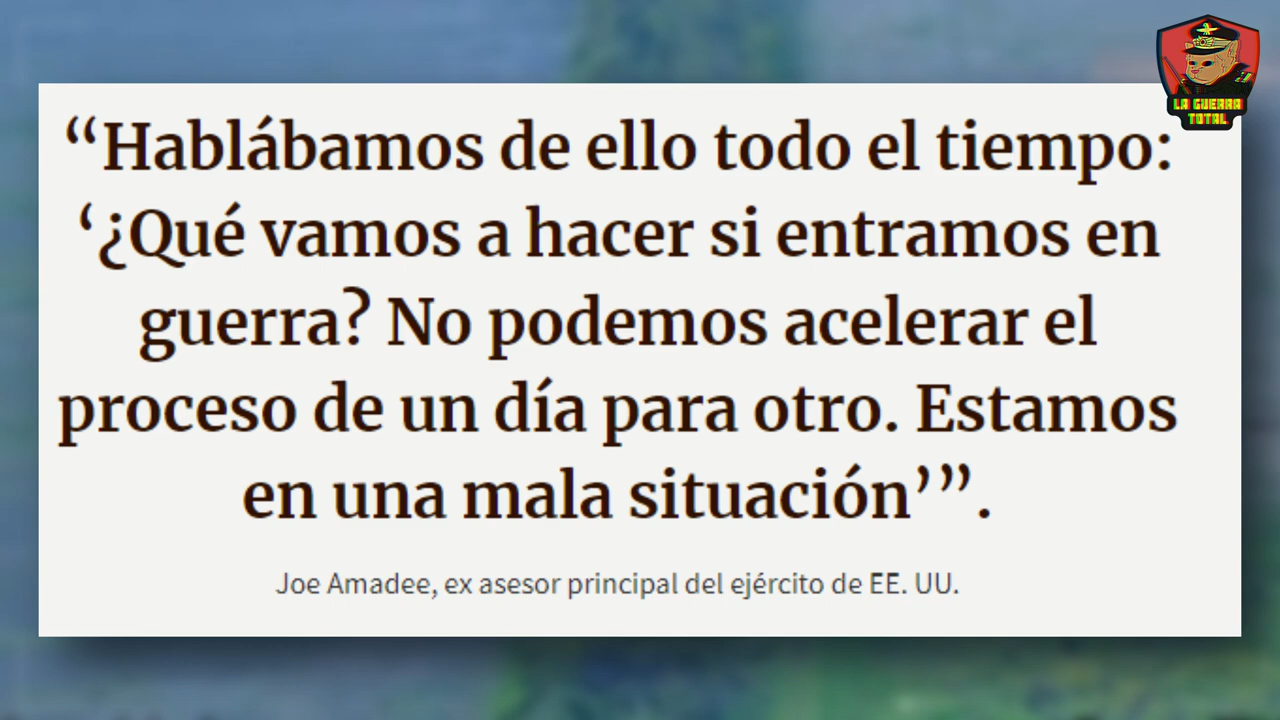 LA GUERRA
TOTAL
“Hablábamos de ello todo el tiempo:
‘¿Qué vamos a hacer si entramos en
guerra? No podemos acelerar el
proceso de un día para otro. Estamos
en una mala situación’”.
Joe Amadee, ex asesor principal del ejército de EE. UU.